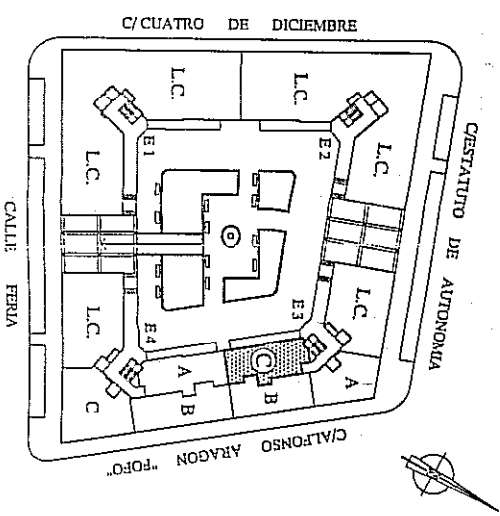 C/CUATRO DE DICIEMBRE
L.C.
L.C.
L.C.
L.C.
E1
E2
C/ESTATUTO DE AUTONOMIA
CALLE FERIA
L.C.
L.C.
E4
E3
A
C
A
C
B
B
C/ALFONSO ARAGON "FOFO"